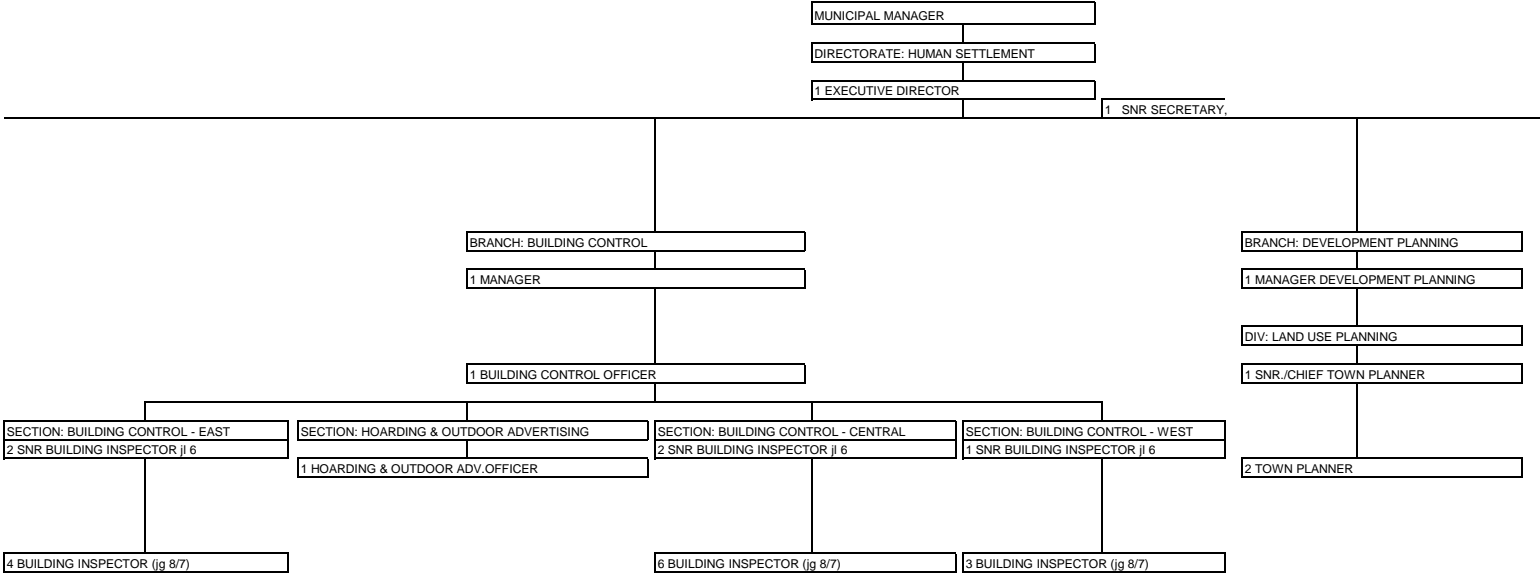 MUNICIPAL MANAGER
DIRECTORATE: HUMAN SETTLEMENT
1 EXECUTIVE DIRECTOR
1 SNR SECRETARY,
BRANCH: BUILDING CONTROL
BRANCH: DEVELOPMENT PLANNING
1 MANAGER
1 MANAGER DEVELOPMENT PLANNING
DIV: LAND USE PLANNING
1 BUILDING CONTROL OFFICER
1 SNR./CHIEF TOWN PLANNER
SECTION: BUILDING CONTROL - EAST
SECTION: HOARDING & OUTDOOR ADVERTISING
SECTION: BUILDING CONTROL - CENTRAL
SECTION: BUILDING CONTROL - WEST
2 SNR BUILDING INSPECTOR jl 6
2 SNR BUILDING INSPECTOR jl 6
1 SNR BUILDING INSPECTOR jl 6
1 HOARDING & OUTDOOR ADV.OFFICER
2 TOWN PLANNER
4 BUILDING INSPECTOR (jg 8/7)
6 BUILDING INSPECTOR (jg 8/7)
3 BUILDING INSPECTOR (jg 8/7)